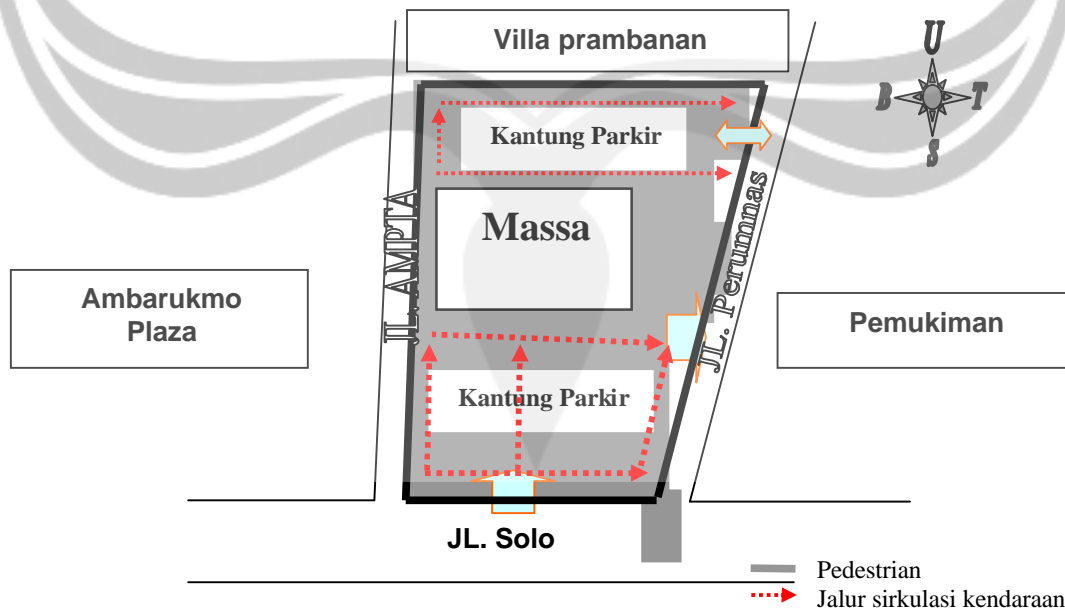 Villa prambanan
U
B
T
S
Kantung Parkir
JL. AMPTA
Massa
JL. Perumnas
Ambarukmo
Plaza
Pemukiman
Kantung Parkir
JL. Solo
Pedestrian
Jalur sirkulasi kendaraan